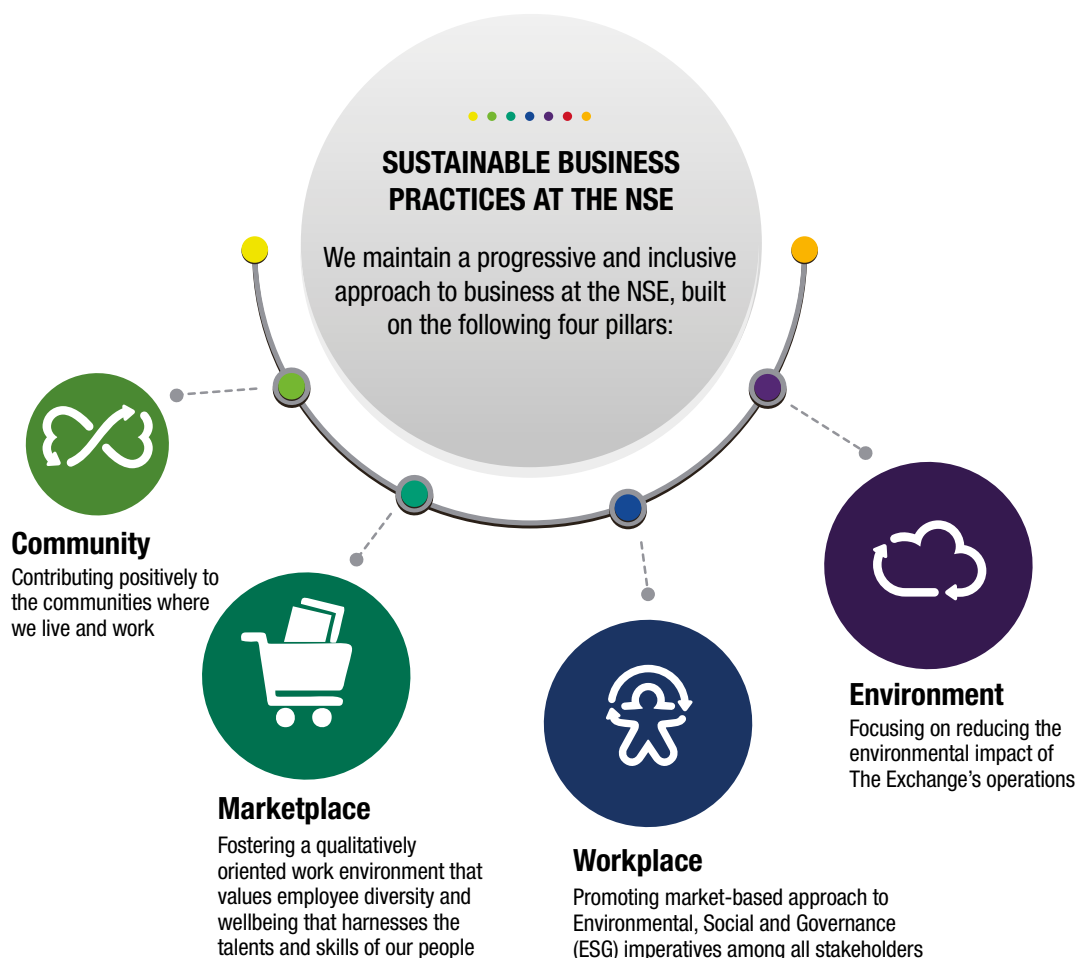 SUSTAINABLE BUSINESS
PRACTICES AT THE NSE
We maintain a progressive and inclusive
approach to business at the NSE, built
on the following four pillars:
Community
Contributing positively to
the communities where
we live and work
Marketplace
Fostering a qualitatively
oriented work environment that
values employee diversity and
wellbeing that harnesses the
talents and skills of our people
Workplace
Promoting market-based approach to
Environmental, Social and Governance
(ESG) imperatives among all stakeholders
Environment
Focusing on reducing the
environmental impact of
The Exchange's operations